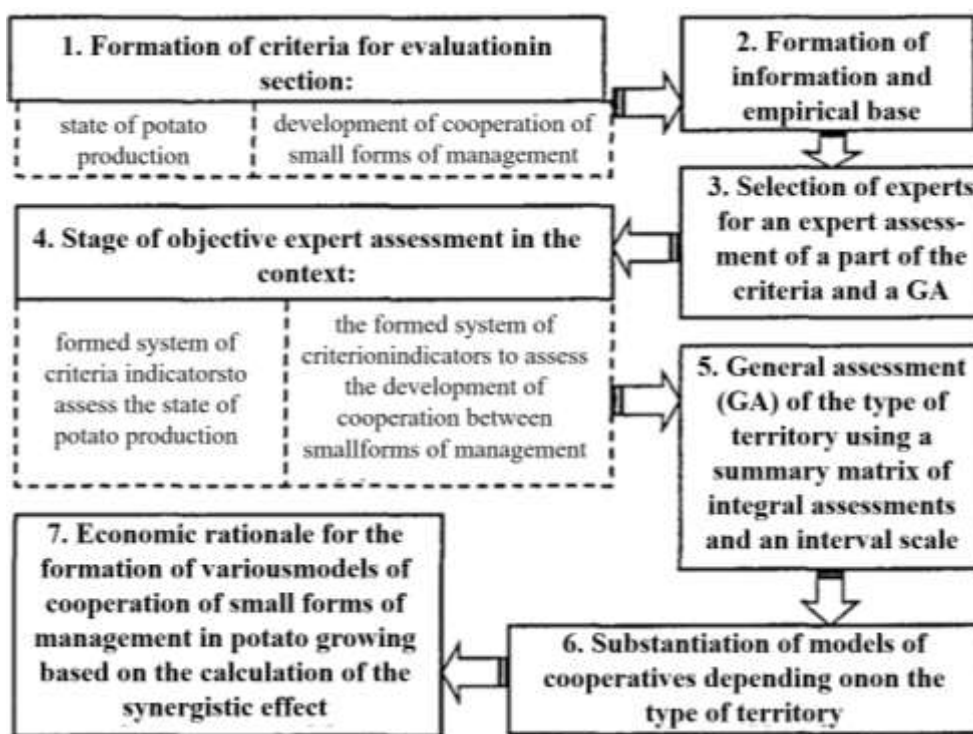 1. Formation of criteria for evaluationin
section:
state of potato
production
development of cooperation of
small forms of management
2. Formation of
information and
empirical base
3. Selection of experts
for an expert assess-
ment of a part of the
criteria and a GA
4. Stage of objective expert assessment in the
context:
formed system of
criteria indicatorsto
assess the state of
potato production
the formed system of
criterionindicators to assess
the development of
cooperation between
smallforms of management
5. General assessment
(GA) of the type of
territory using a
summary matrix of
integral assessments
and an interval scale
6. Substantiation of models of
cooperatives depending onon the
type of territory
7. Economic rationale for the
formation of variousmodels of
cooperation of small forms of
management in potato growing
based on the calculation of the
synergistic effect